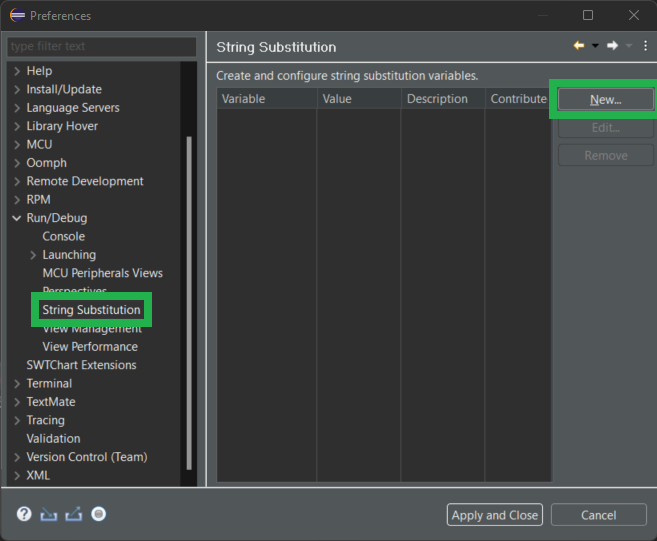 Preferences
type filter text
Help
Install/Update
Language Servers
Library Hover
MCU
Oomph
Remote Development
RPM
Run/Debug
Console
Launching
MCU Peripherals Views
Perspectives
String Substitution
View Management
View Performance
SWTChart Extensions
Terminal
TextMate
Tracing
Validation
Version Control (Team)
XML
String Substitution
Create and configure string substitution variables.
Variable Value Description Contribute
New...
Edit...
Remove
Apply and Close Cancel